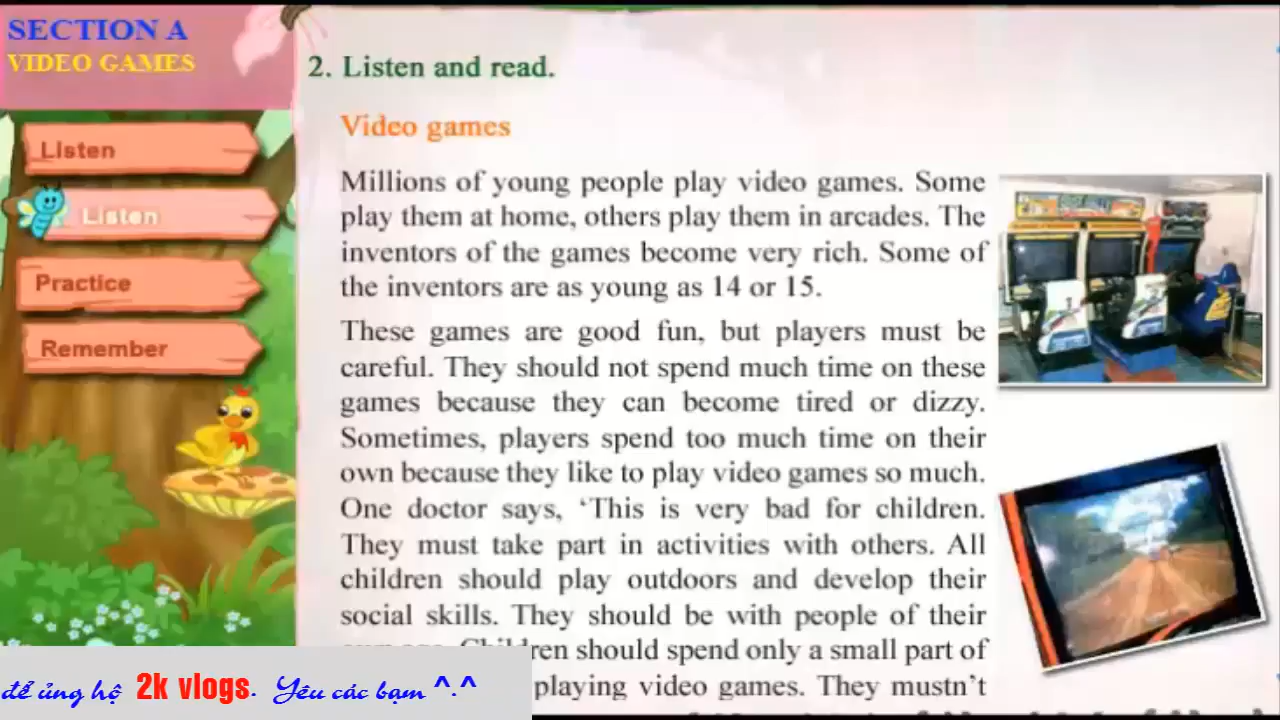 SECTION A
VIDEO GAMES
Listen
Listen
Practice
Remember
2. Listen and read.
Video games
Millions of young people play video games. Some
play them at home, others play them in arcades. The
inventors of the games become very rich. Some of
the inventors are as young as 14 or 15.
These games are good fun, but players must be
careful. They should not spend much time on these
games because they can become tired or dizzy.
Sometimes, players spend too much time on their
own because they like to play video games so much.
One doctor says, ‘This is very bad for children.
They must take part in activities with others. All
children should play outdoors and develop their
social skills. They should be with people of their
Children should spend only a small part of
playing video games. They mustn't
để ủng hộ 2k vlogs. Yêu các bạn ^.^